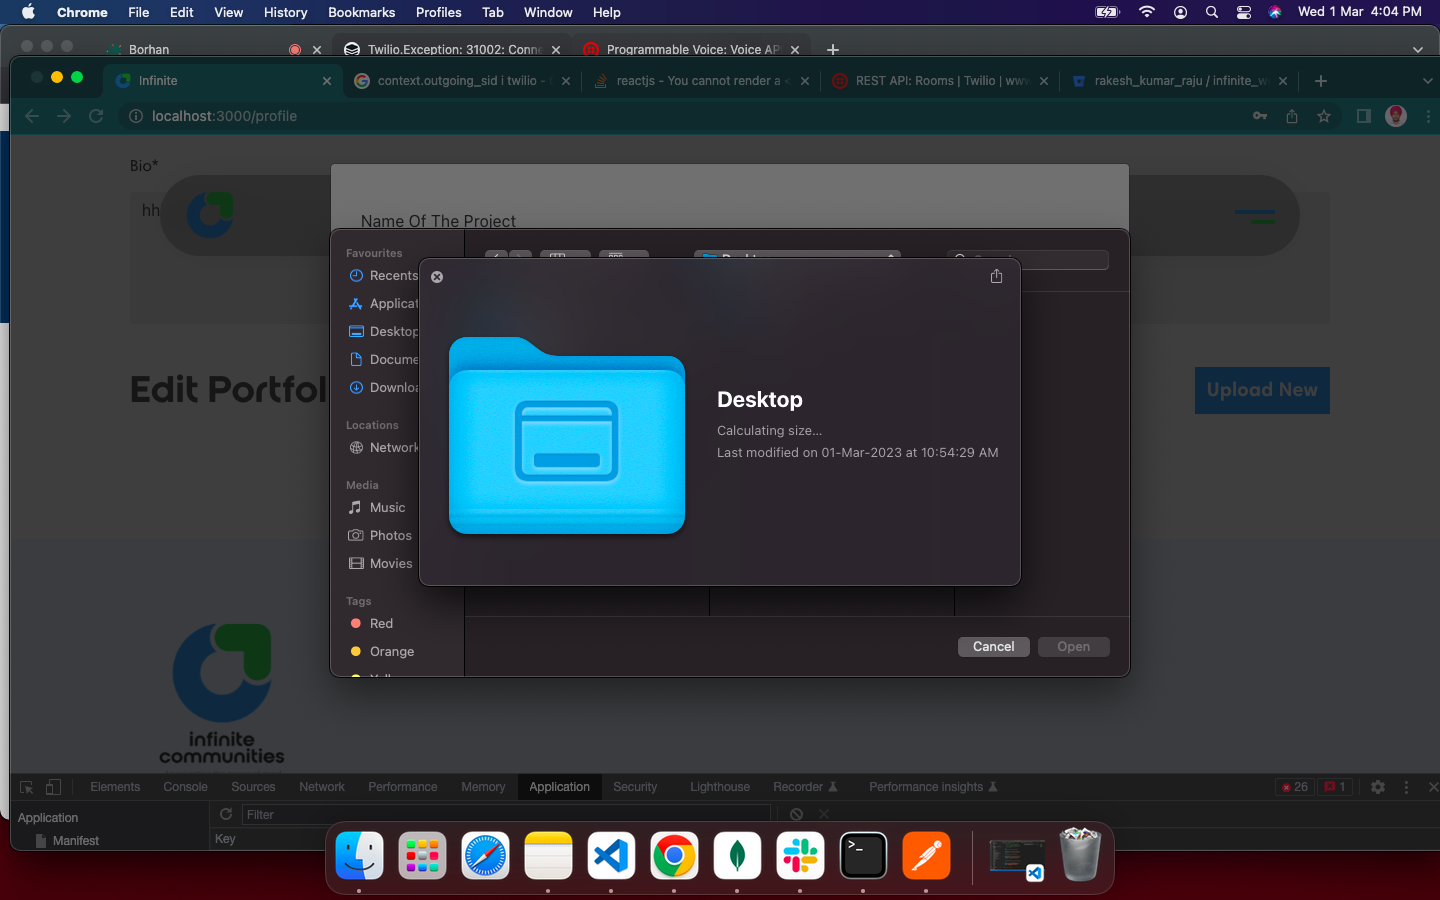 Chrome File Edit View History Bookmarks Profiles Tab Window Help Wed 1 Mar 4:04 PM
Borhan Twilio.Exception: 31002: Conne Programmable Voice: Voice AP
Infinite context.outgoing_sid i twilio - reactjs - You cannot render a < REST API: Rooms | Twilio | www rakesh_kumar_raju / infinite_w
localhost:3000/profile
Bio*
hh
Name Of The Project
Favourites
Recents
Applicat
Desktop
Docume
Downloa
Locations
Network
Media
Music
Photos
Movies
Tags
Red
Orange
Desktop
Calculating size...
Last modified on 01-Mar-2023 at 10:54:29 AM
Cancel Open
Edit Portfol
Upload New
infinite
communities
Elements Console Sources Network Performance Memory Application Security Lighthouse Recorder Performance insights 26 1
Application Filter
Manifest Key